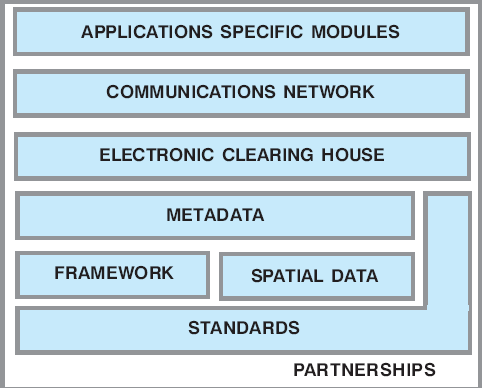 APPLICATIONS SPECIFIC MODULES
COMMUNICATIONS NETWORK
ELECTRONIC CLEARING HOUSE
METADATA
FRAMEWORK
SPATIAL DATA
STANDARDS
PARTNERSHIPS